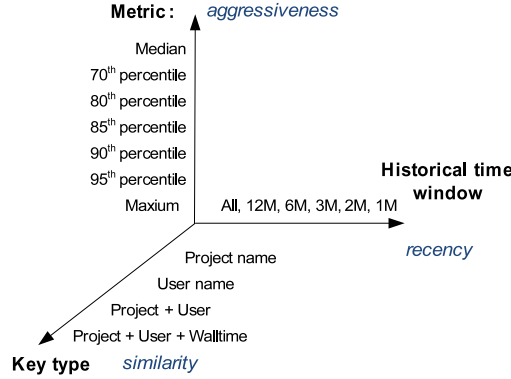 Metric: aggressiveness
Median
70th percentile
80th percentile
85th percentile
90th percentile
95th percentile
Maxium
All, 12M, 6M, 3M, 2M, 1M
Historical time
window
recency
Project name
User name
Project + User
Project + User + Walltime
Key type similarity